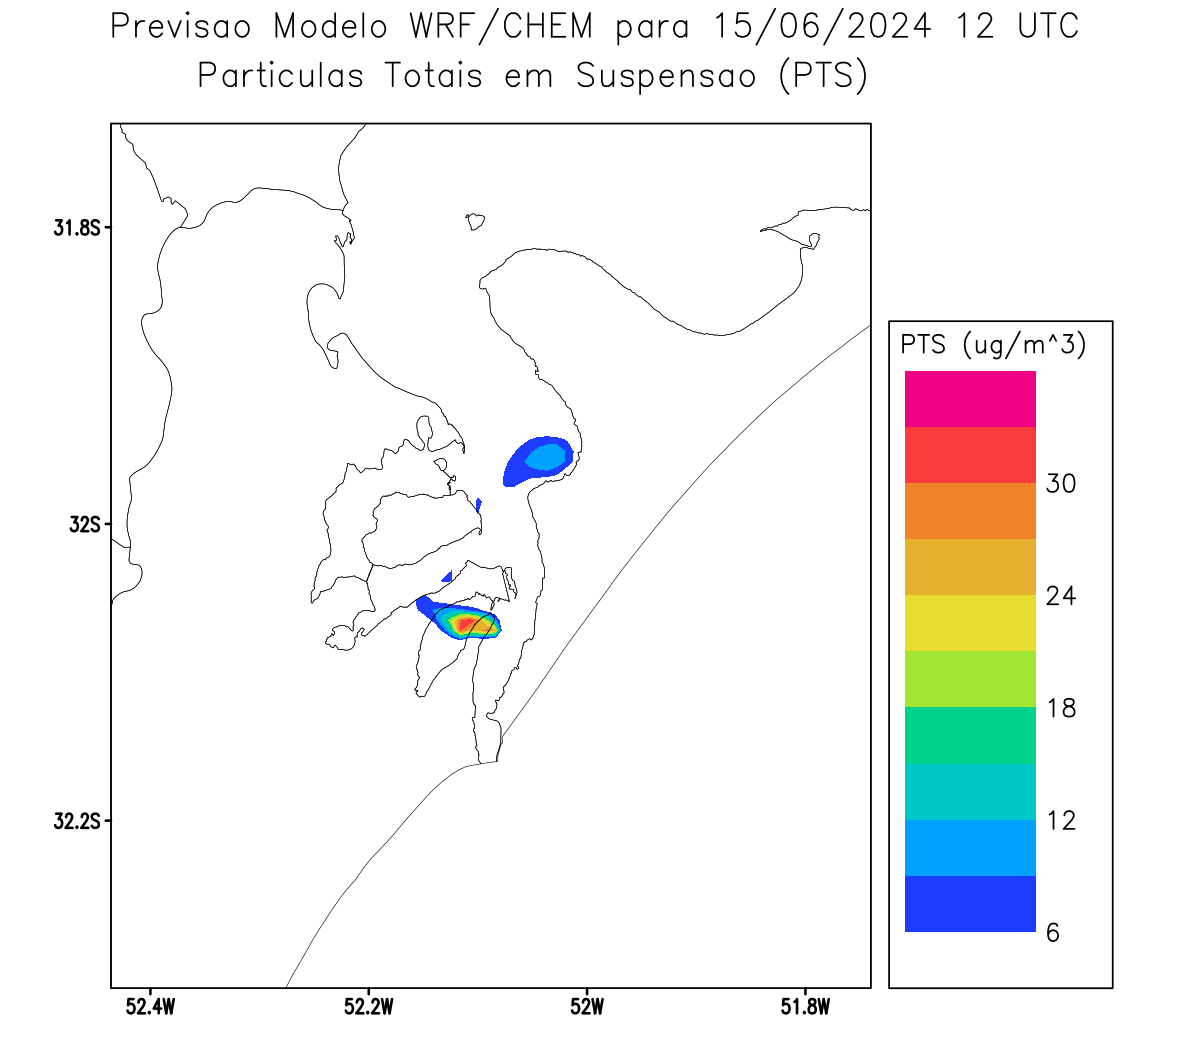 Previsao Modelo WRF/CHEM para 15/06/2024 12 UTC
Particulas Totais em Suspensao (PTS)
31.8S
32S
32.2S
52.4W
52.2W
52W
51.8W
PTS (ug/m^3)
30
24
18
12
6